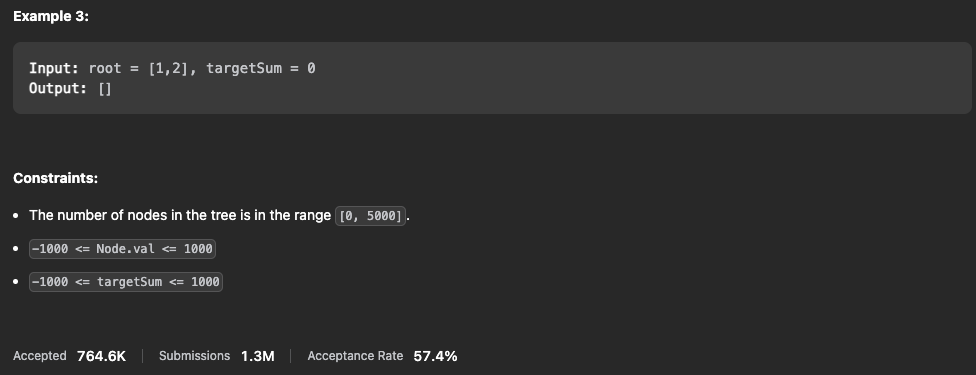 Example 3:
Input: root = [1,2], targetSum = 0
Output: []
Constraints:
• The number of nodes in the tree is in the range [0, 5000].
• -1000 <= Node.val <= 1000
• -1000 <= targetSum <= 1000
Accepted 764.6K | Submissions 1.3M | Acceptance Rate 57.4%